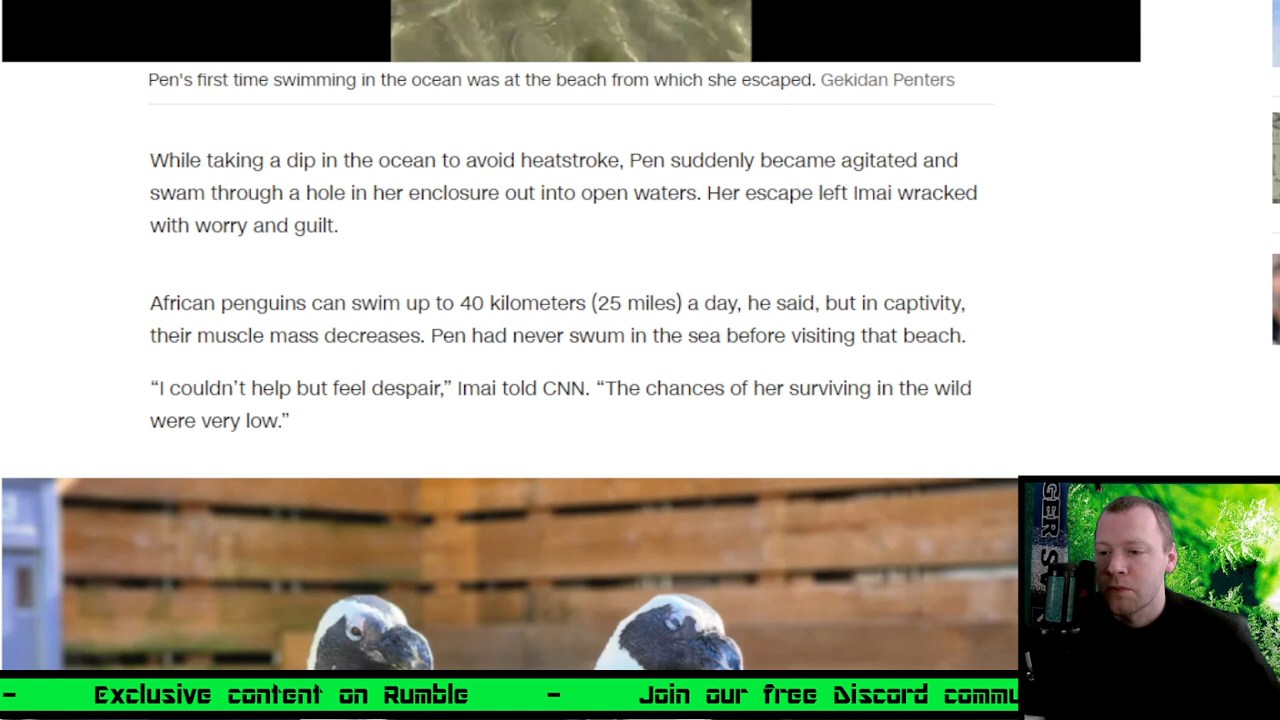 Pen's first time swimming in the ocean was at the beach from which she escaped. Gekidan Penters
While taking a dip in the ocean to avoid heatstroke, Pen suddenly became agitated and
swam through a hole in her enclosure out into open waters. Her escape left Imai wracked
with worry and guilt.
African penguins can swim up to 40 kilometers (25 miles) a day, he said, but in captivity,
their muscle mass decreases. Pen had never swum in the sea before visiting that beach.
“I couldn’t help but feel despair,” Imai told CNN. “The chances of her surviving in the wild
were very low.”
GER
- Exclusive content on Rumble - Join our free Discord commu